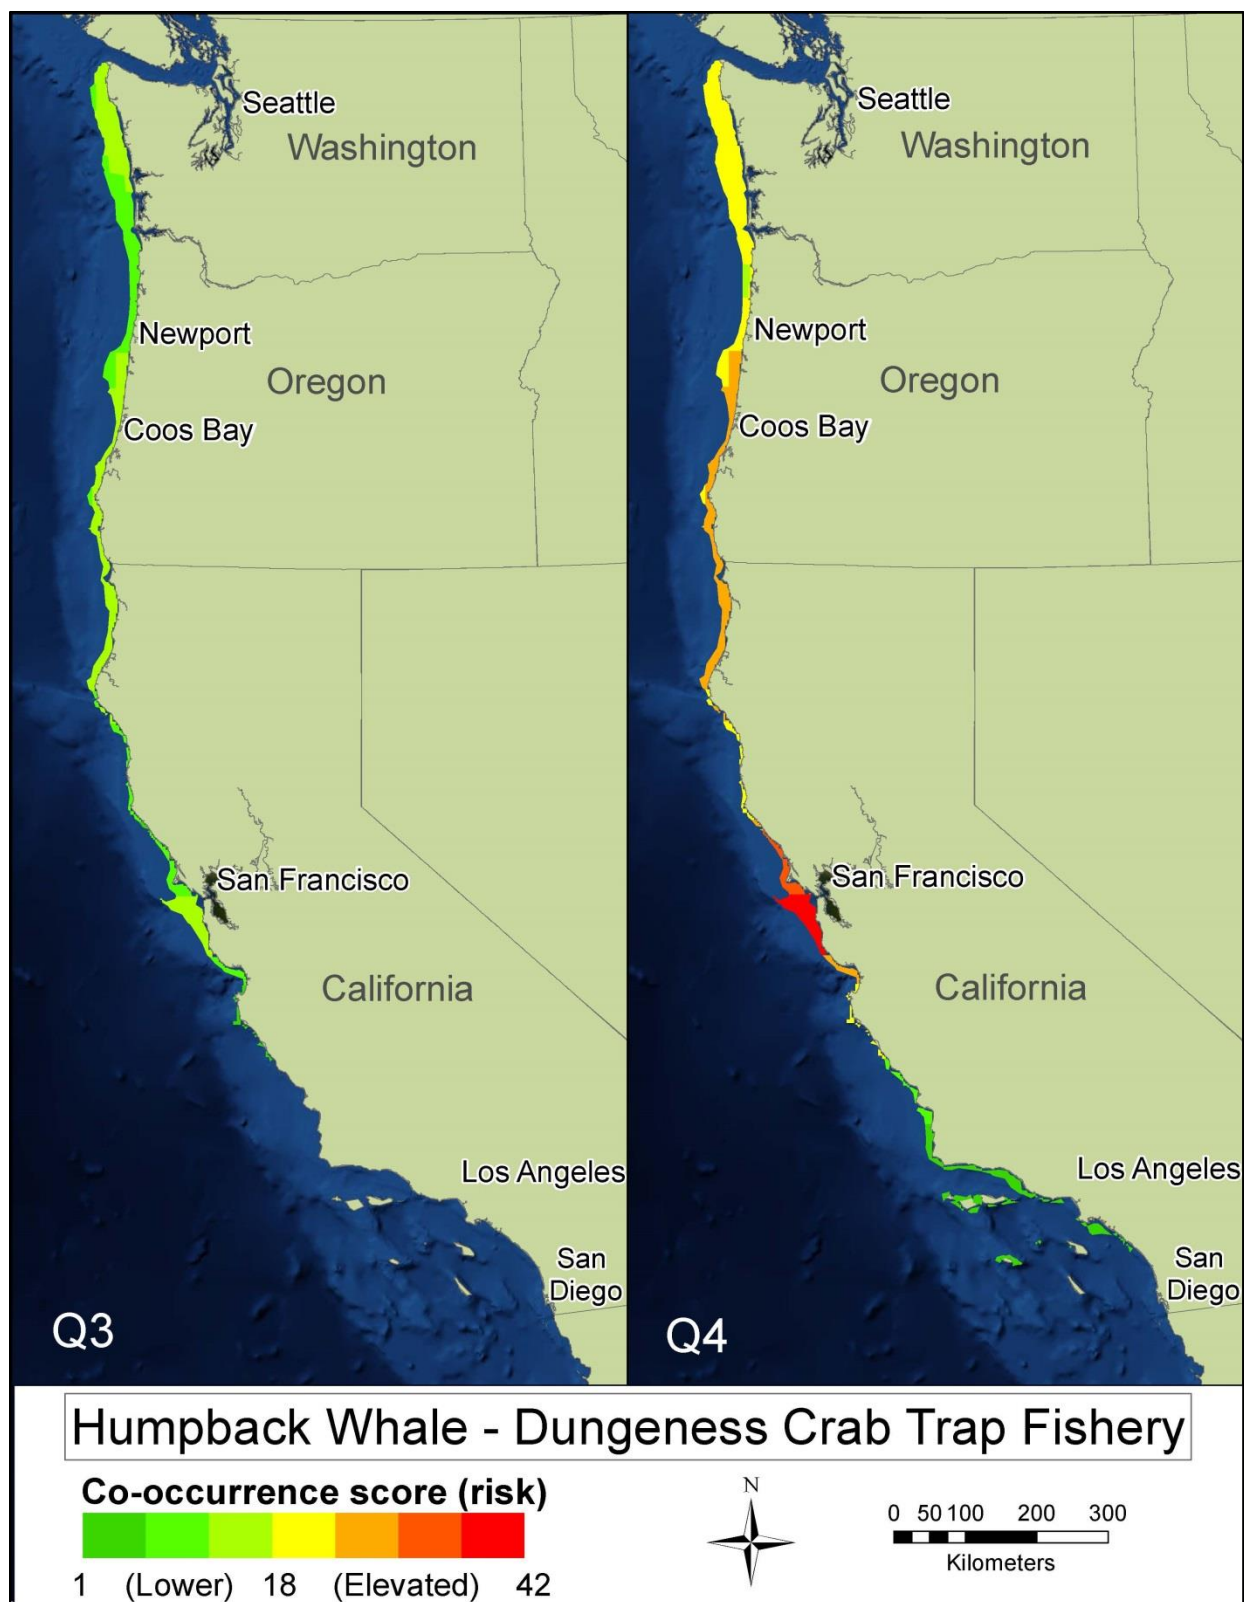 Seattle
Washington
Newport
Oregon
Coos Bay
San Francisco
California
Los Angeles
San
Diego
Q3
Seattle
Washington
Newport
Oregon
Coos Bay
San Francisco
California
Los Angeles
San
Diego
Q4
Humpback Whale - Dungeness Crab Trap Fishery
Co-occurrence score (risk)
1 (Lower) 18 (Elevated) 42
N
0 50 100 200 300
Kilometers